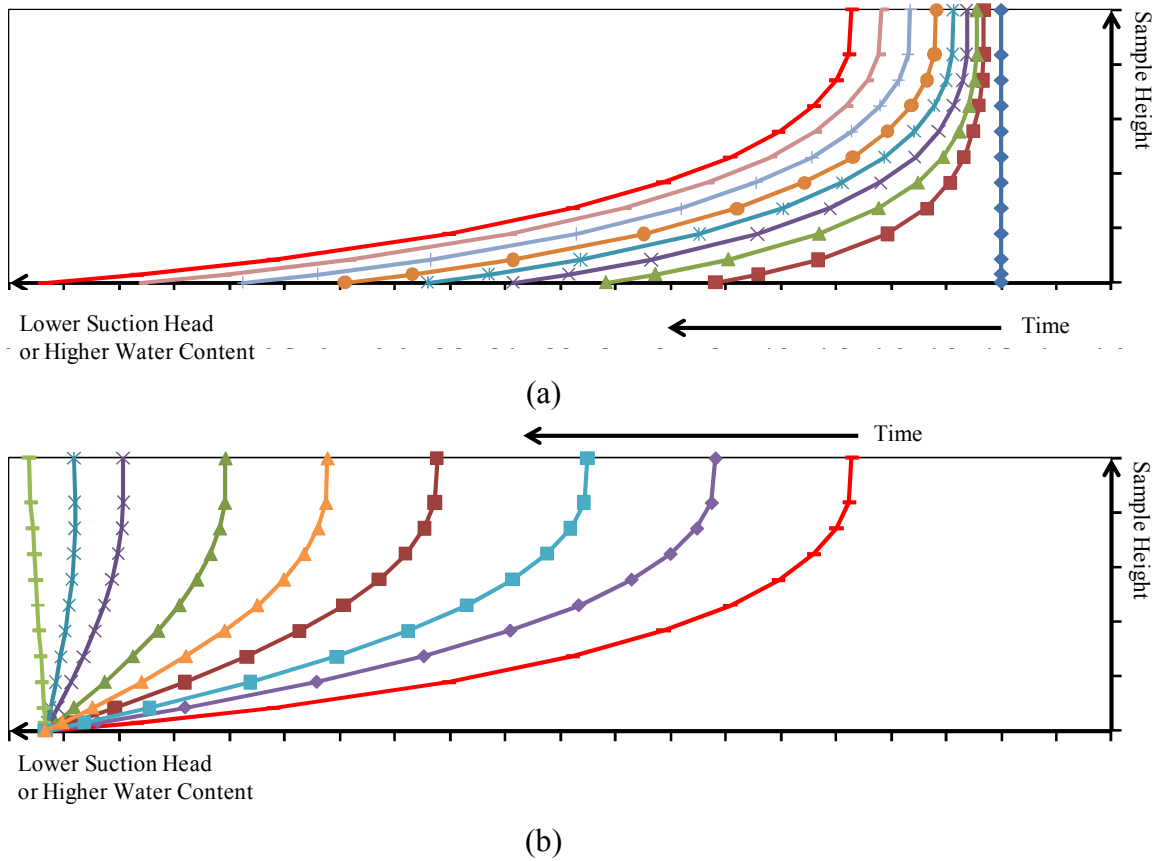 Sample Height
Lower Suction Head
or Higher Water Content
Time
(a)
Time
Sample Height
Lower Suction Head
or Higher Water Content
(b)